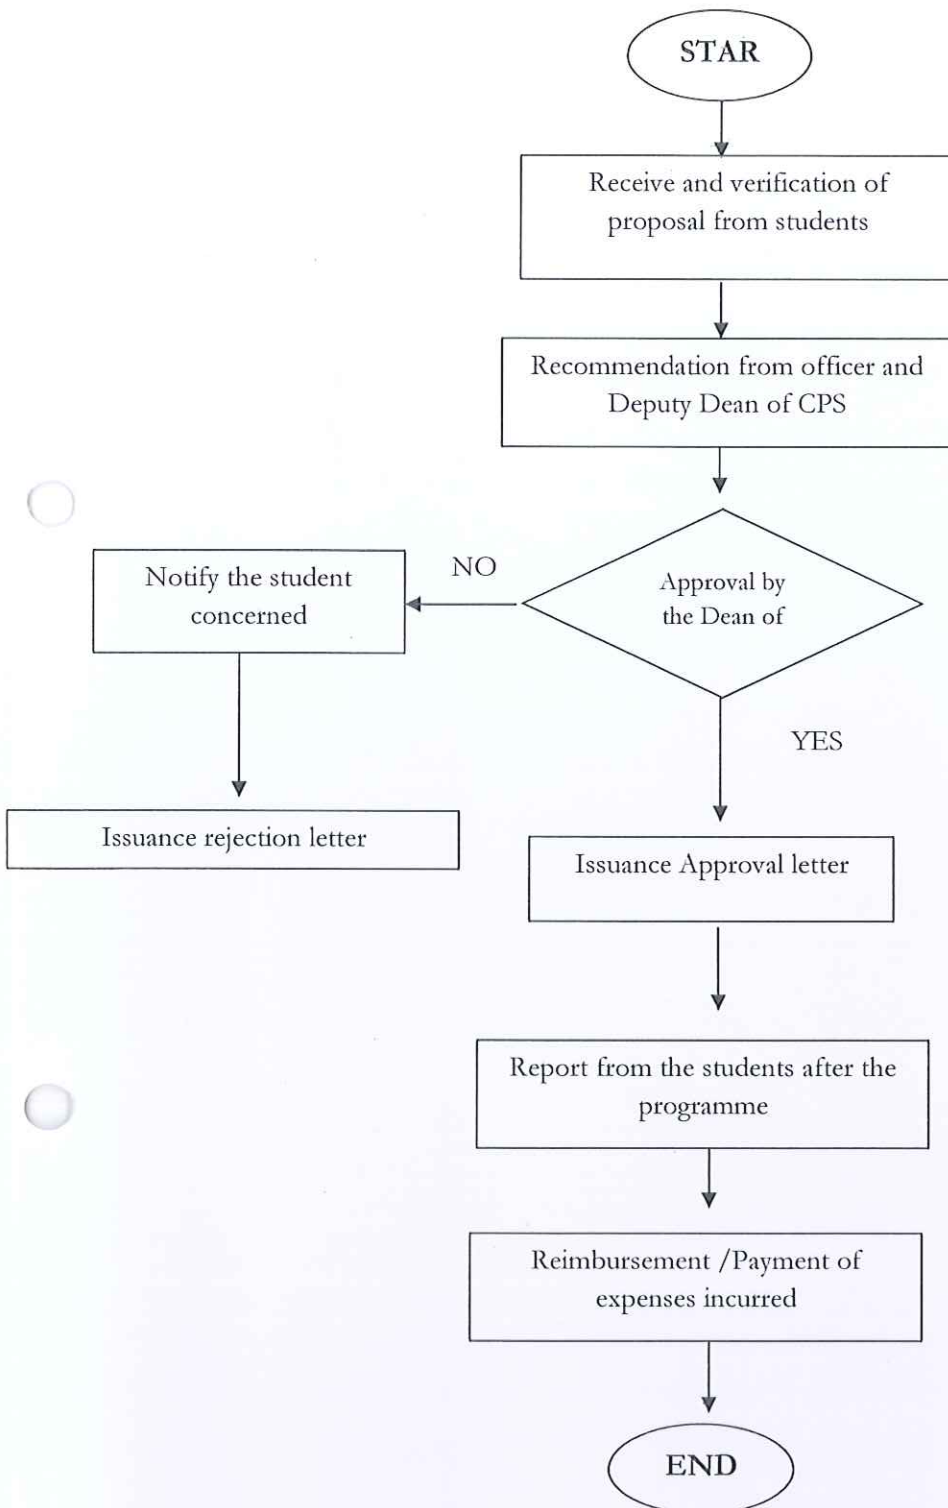 STAR
Receive and verification of
proposal from students
Recommendation from officer and
Deputy Dean of CPS
Approval by
the Dean of
NO
Notify the student
concerned
YES
Issuance rejection letter
Issuance Approval letter
Report from the students after the
programme
Reimbursement /Payment of
expenses incurred
END